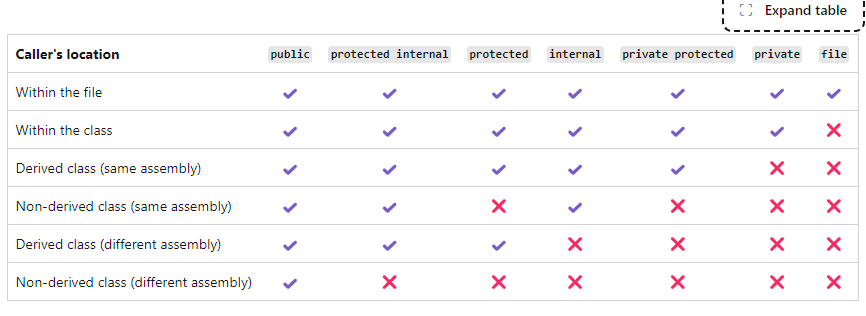 Expand table
Caller's location public protected internal protected internal private protected private file
Within the file ✓ ✓ ✓ ✓ ✓ ✓ ✓
Within the class ✓ ✓ ✓ ✓ ✓ ✓ ✗
Derived class (same assembly) ✓ ✓ ✓ ✓ ✓ ✗ ✗
Non-derived class (same assembly) ✓ ✓ ✗ ✓ ✗ ✗ ✗
Derived class (different assembly) ✓ ✓ ✓ ✗ ✗ ✗ ✗
Non-derived class (different assembly) ✓ ✗ ✗ ✗ ✗ ✗ ✗